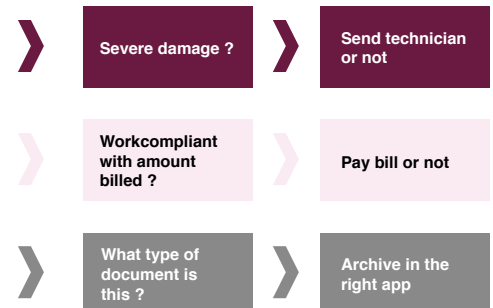 Severe damage ?
Send technician
or not
Workcompliant
with amount
billed ?
Pay bill or not
What type of
document is
this ?
Archive in the
right app